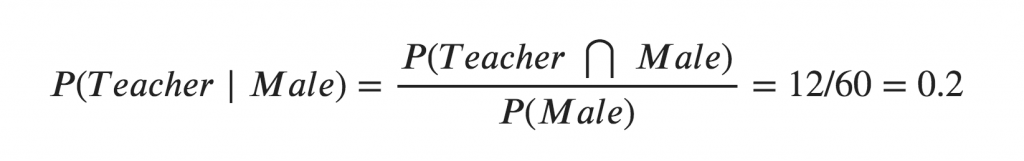 P(Teacher | Male) = P(Teacher ⋂ Male) / P(Male) = 12/60 = 0.2